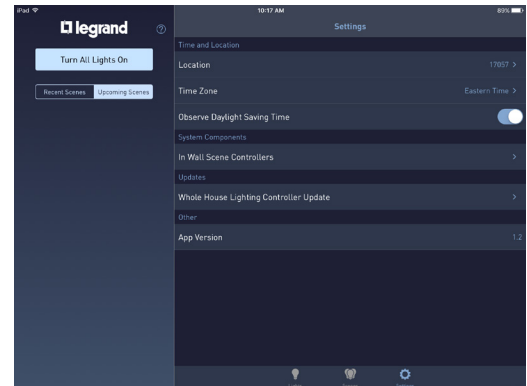 iPad
10:17 AM
89%
legrand
?
Settings
Turn All Lights On
Recent Scenes
Upcoming Scenes
Time and Location
Location
17057 >
Time Zone
Eastern Time >
Observe Daylight Saving Time
System Components
In Wall Scene Controllers
>
Updates
Whole House Lighting Controller Update
>
Other
App Version
1.2